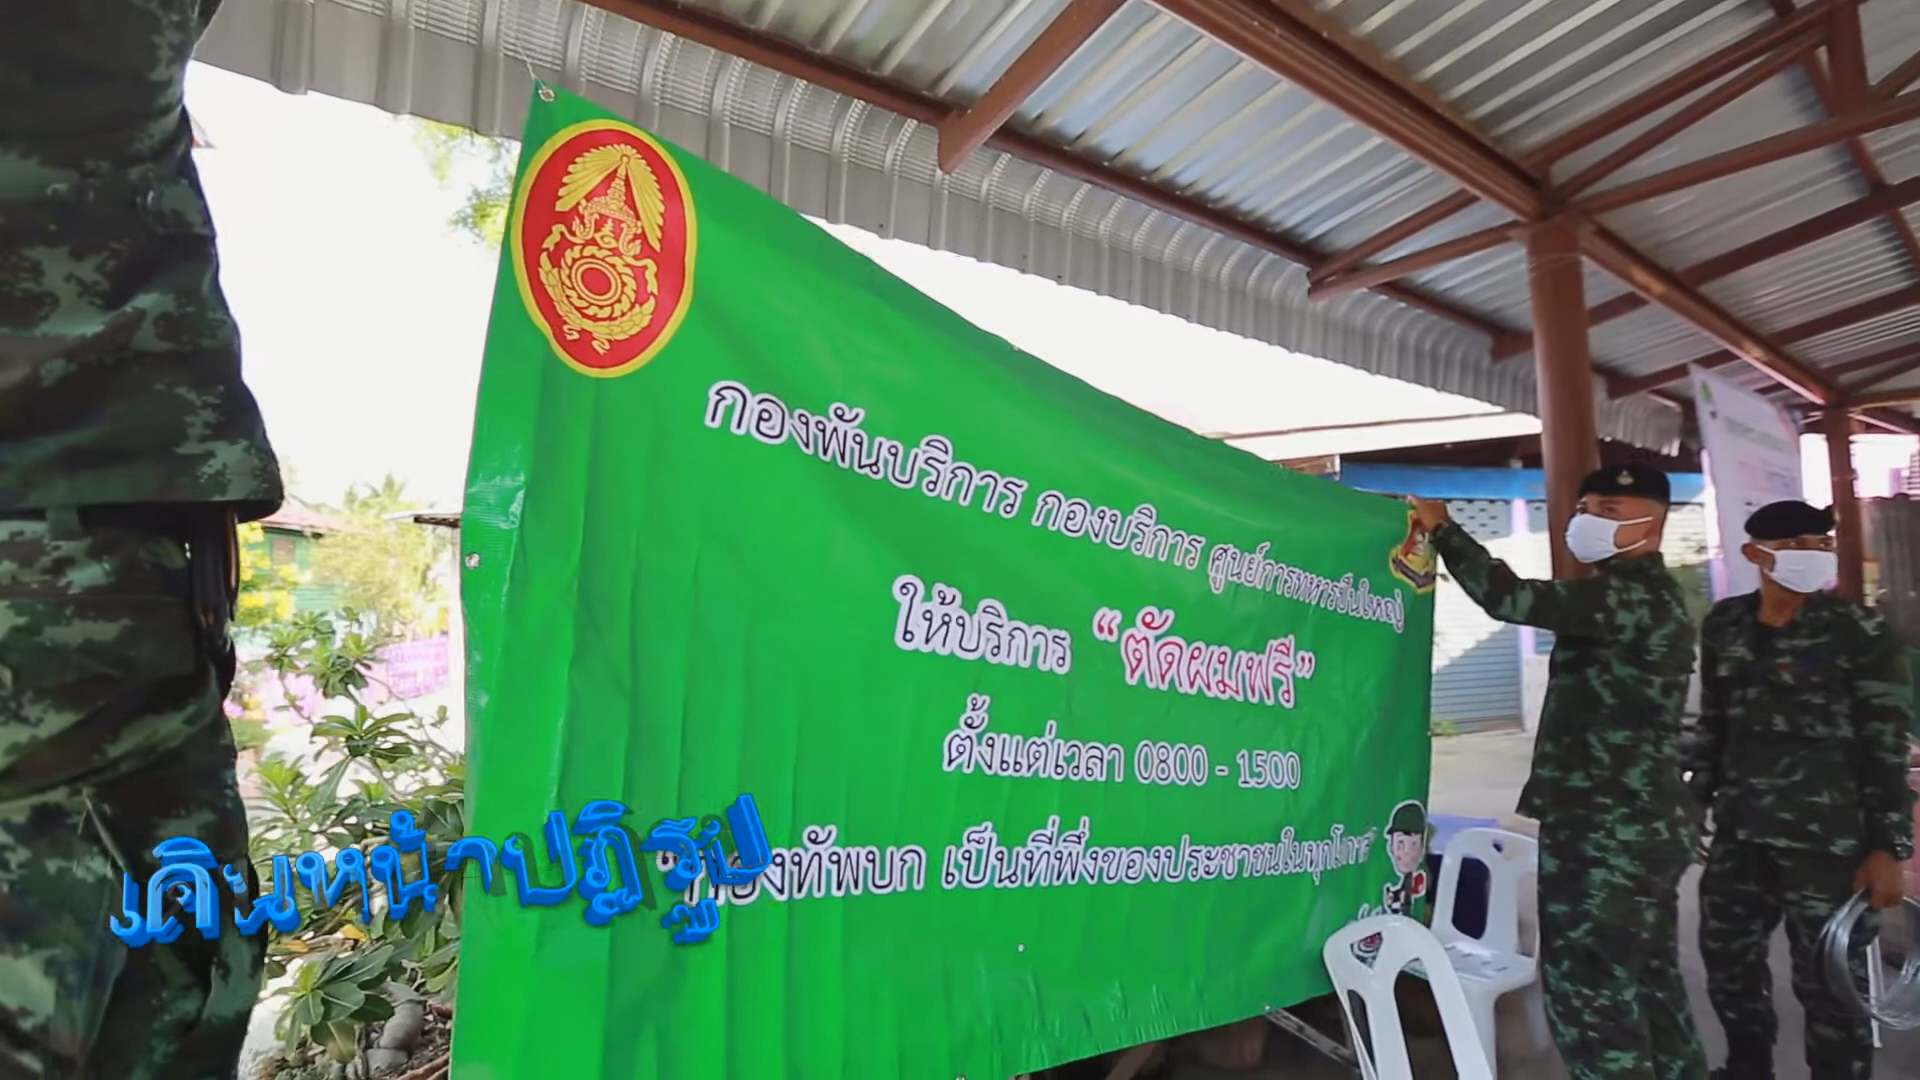 กองพันบริการ กองบริการ ศูนย์การทหารปืนใหญ่
ให้บริการ "ตัดผมฟรี"
ตั้งแต่เวลา 0800 - 1500
ทัพบก เป็นที่พึ่งของประชาชนในทุกโอกาส"
เดินหน้าปฏิรูป